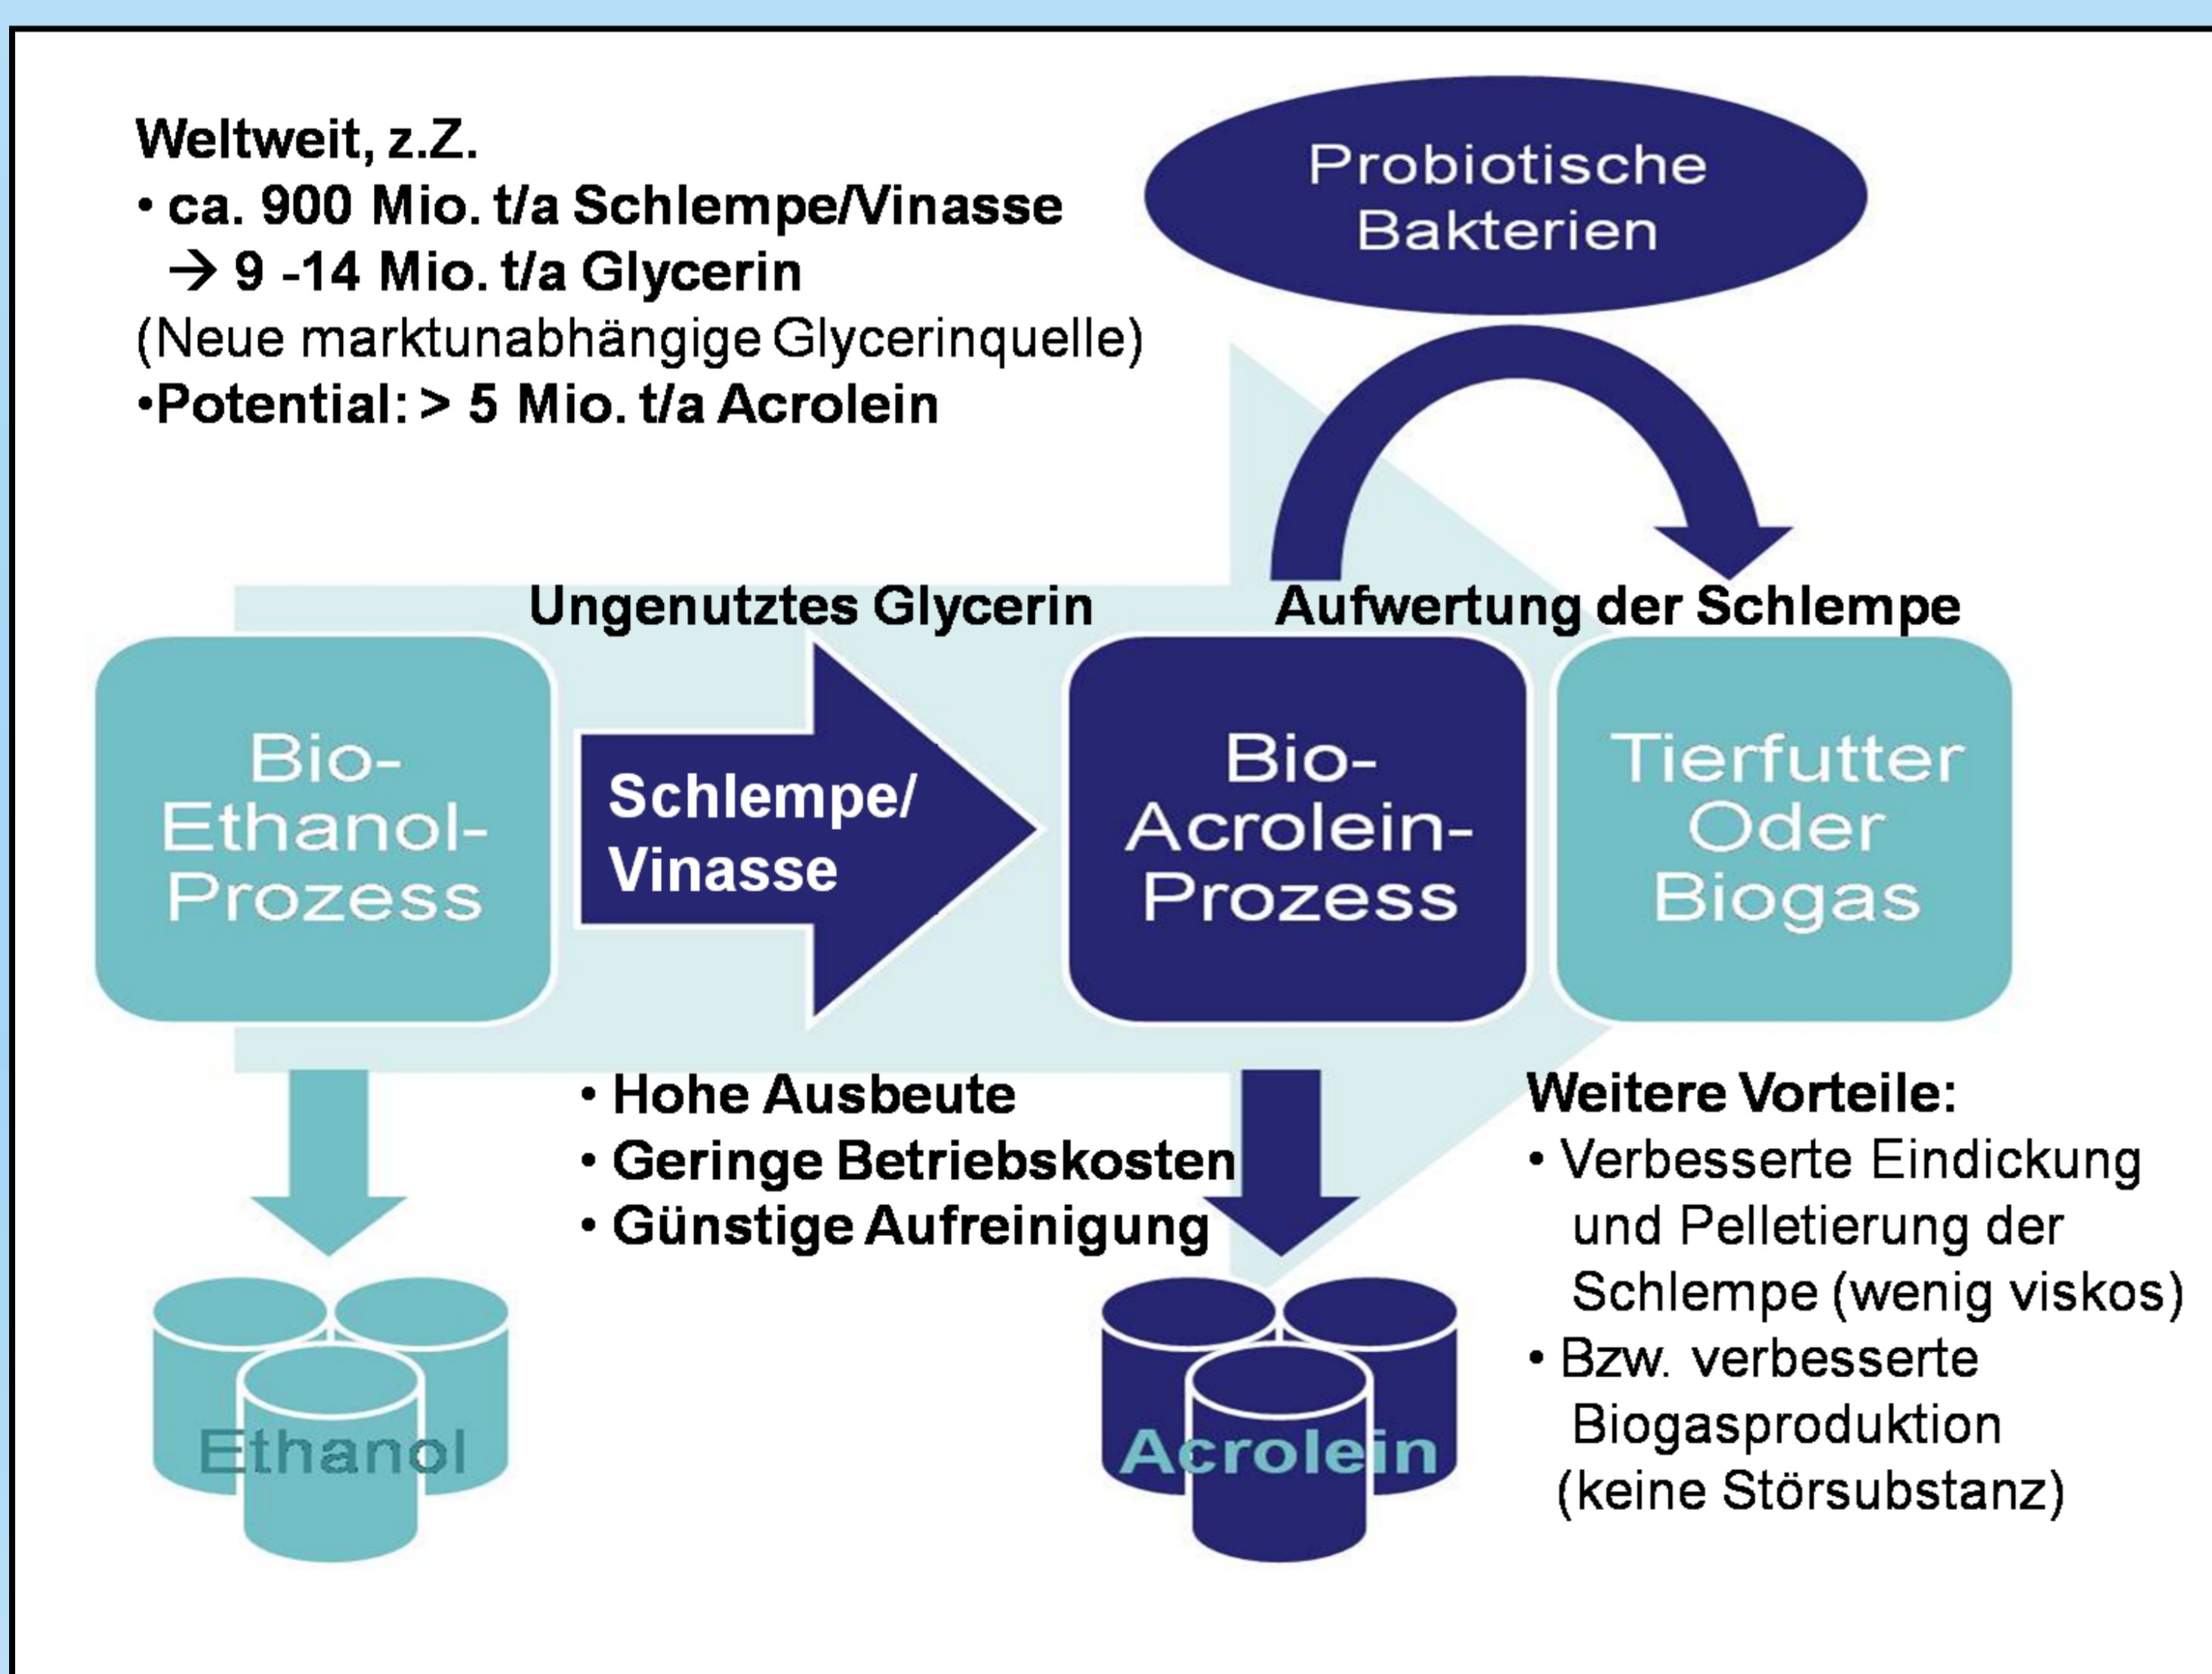 Weltweit, z.Z.
• ca. 900 Mio. t/a Schlempe/Vinasse
→ 9 -14 Mio. t/a Glycerin
(Neue marktunabhängige Glycerinquelle)
•Potential: > 5 Mio. t/a Acrolein
Probiotische
Bakterien
Ungenutztes Glycerin
Aufwertung der Schlempe
Bio-
Ethanol-
Prozess
Schlempe/
Vinasse
Bio-
Acrolein-
Prozess
Tierfutter
Oder
Biogas
• Hohe Ausbeute
• Geringe Betriebskosten
• Günstige Aufreinigung
Weitere Vorteile:
• Verbesserte Eindickung
und Pelletierung der
Schlempe (wenig viskos)
• Bzw. verbesserte
Biogasproduktion
(keine Störsubstanz)
Ethanol
Acrolein